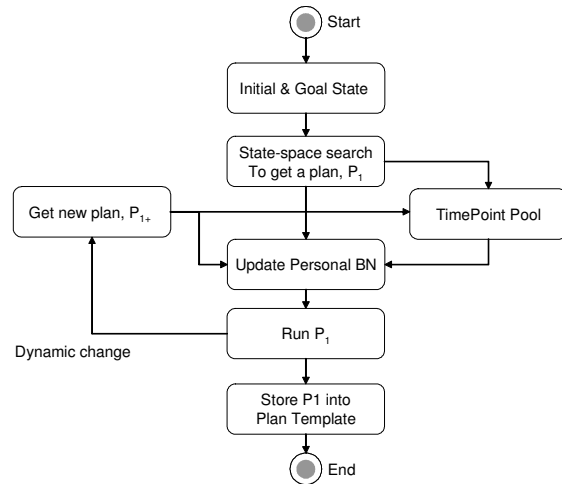 Start
Initial & Goal State
State-space search
To get a plan, P1
Get new plan, P1+
TimePoint Pool
Update Personal BN
Run P1
Dynamic change
Store P1 into
Plan Template
End